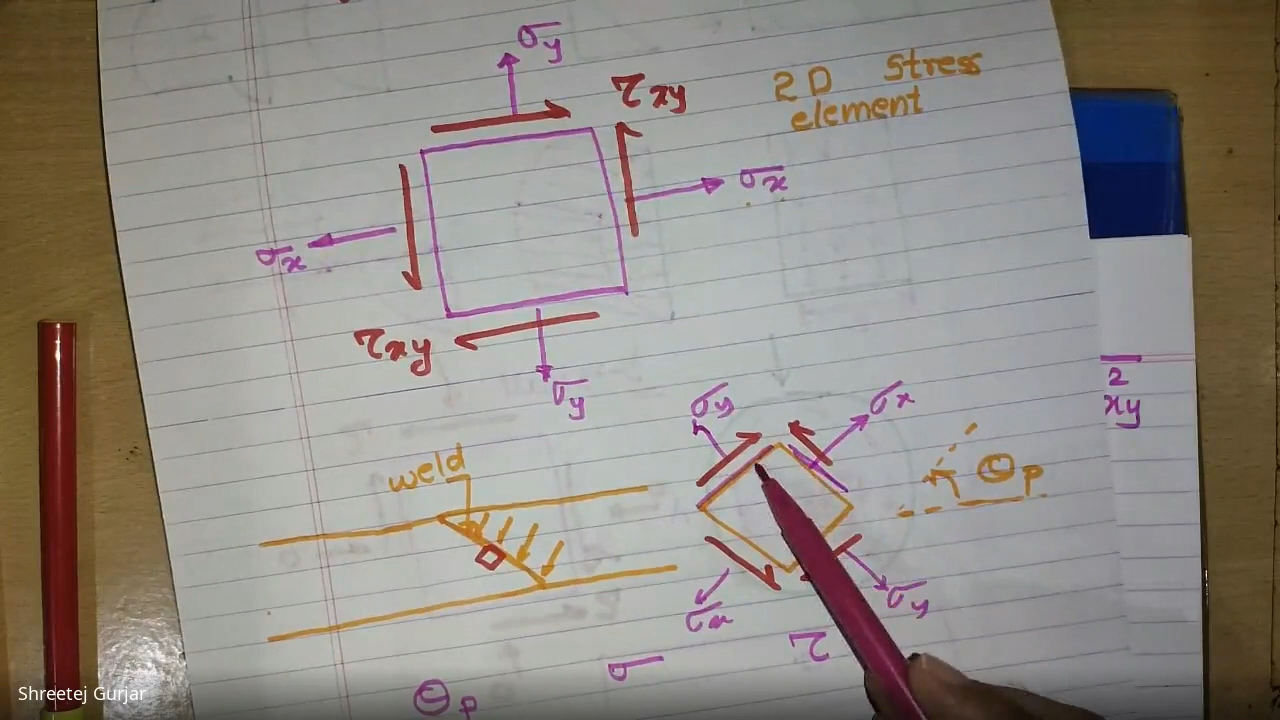 σy
τxy
2D stress
element
σx
σx
τxy
σy
2
xy
σy
σx
weld
θp
σx
σy
τ
σ
θp
Shreetej Gurjar